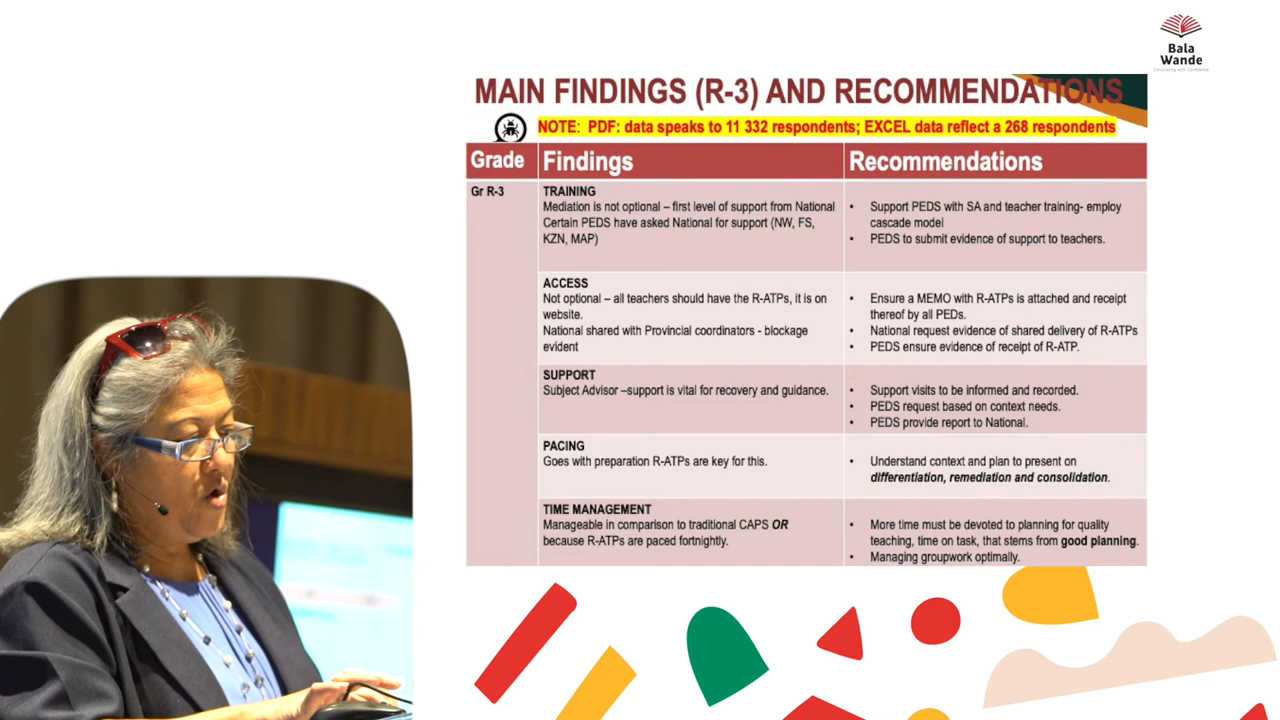 Bala
Wande
Calculating with Confidence
MAIN FINDINGS (R-3) AND RECOMMENDATIONS
NOTE: PDF: data speaks to 11 332 respondents; EXCEL data reflect a 268 respondents
Grade
Findings
Recommendations
Gr R-3
TRAINING
Mediation is not optional – first level of support from National
Certain PEDS have asked National for support (NW, FS,
KZN, MAP)
• Support PEDS with SA and teacher training- employ
cascade model
• PEDS to submit evidence of support to teachers.
ACCESS
Not optional – all teachers should have the R-ATPs, it is on
website.
National shared with Provincial coordinators - blockage
evident
• Ensure a MEMO with R-ATPs is attached and receipt
thereof by all PEDs.
• National request evidence of shared delivery of R-ATPs
• PEDS ensure evidence of receipt of R-ATP.
SUPPORT
Subject Advisor –support is vital for recovery and guidance.
• Support visits to be informed and recorded.
• PEDS request based on context needs.
• PEDS provide report to National.
PACING
Goes with preparation R-ATPs are key for this.
• Understand context and plan to present on
differentiation, remediation and consolidation.
TIME MANAGEMENT
Manageable in comparison to traditional CAPS OR
because R-ATPs are paced fortnightly.
• More time must be devoted to planning for quality
teaching, time on task, that stems from good planning.
• Managing groupwork optimally.